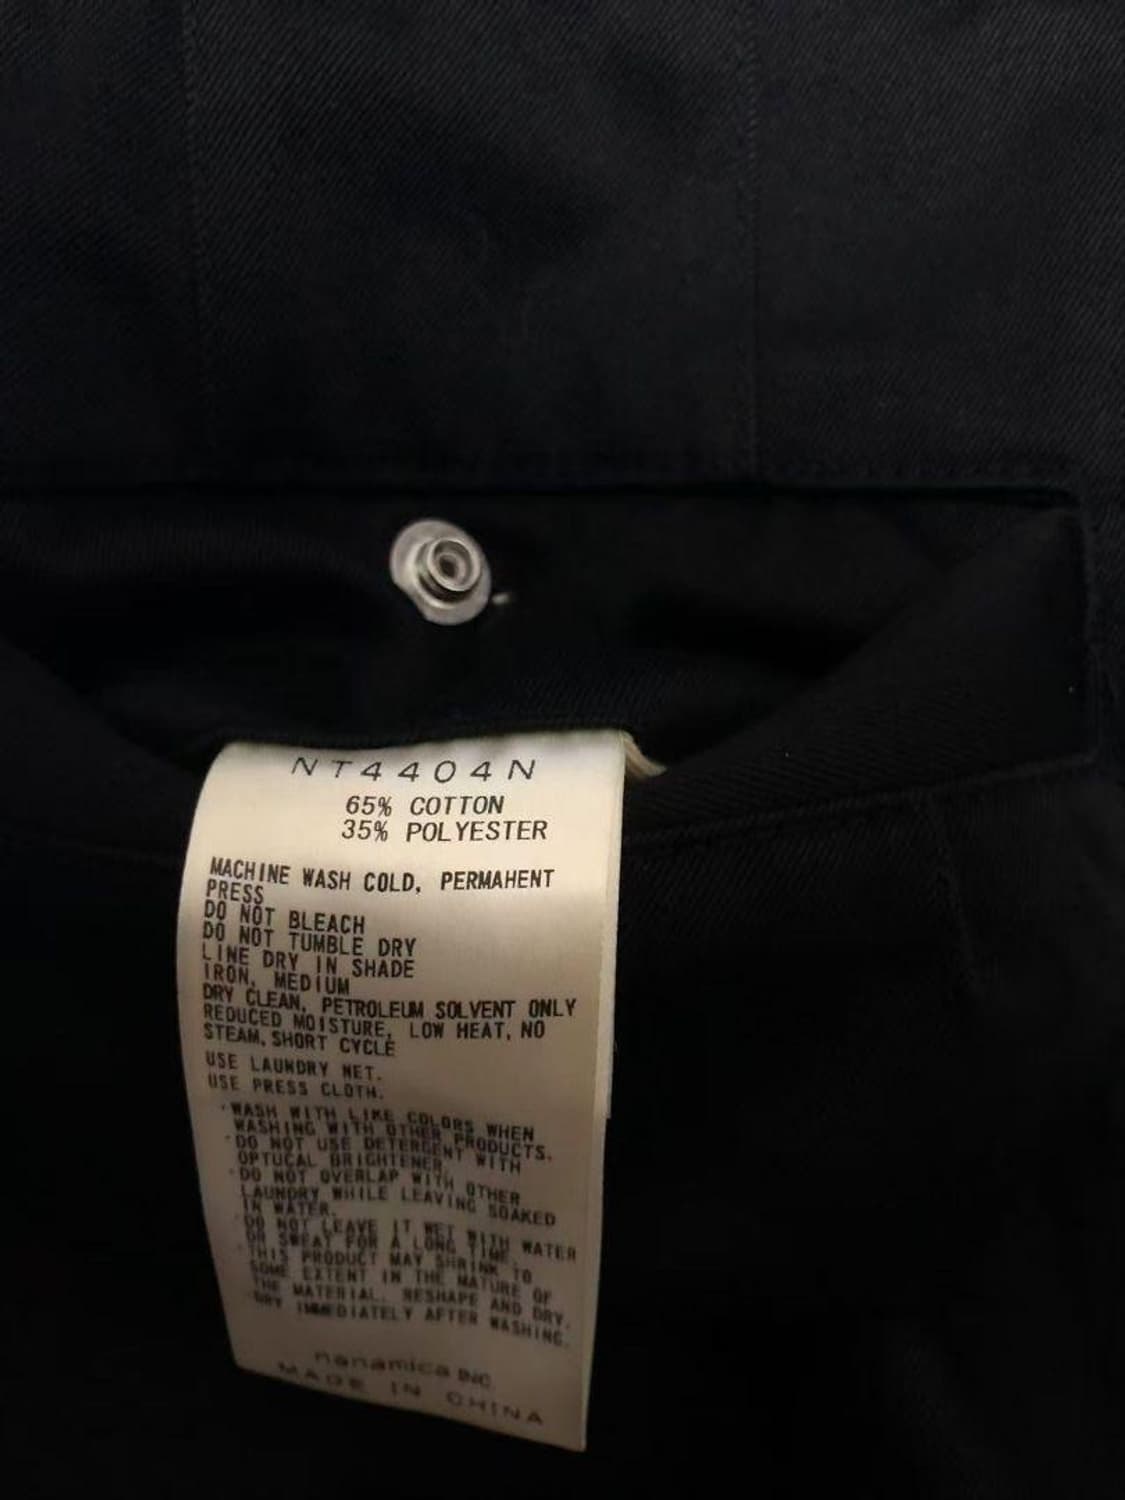 NT4404N
65% COTTON
35% POLYESTER
MACHINE WASH COLD, PERMAHENT
PRESS
DO NOT BLEACH
DO NOT TUMBLE DRY
LINE DRY IN SHADE
IRON, MEDIUM
DRY CLEAN, PETROLEUM SOLVENT ONLY
REDUCED MOISTURE, LOW HEAT, NO
STEAM, SHORT CYCLE
USE LAUNDRY NET.
USE PRESS CLOTH.
·WASH WITH LIKE COLORS WHEN
WASHING WITH OTHER PRODUCTS.
·DO NOT USE DETERGENT WITH
OPTUCAL BRIGHTENER.
·DO NOT OVERLAP WITH OTHER
LAUNDRY WHILE LEAVING SOAKED
IN WATER.
·DO NOT LEAVE IT WET WITH WATER
OR SWEAT FOR A LONG TIME.
·THIS PRODUCT MAY SHRINK TO
SOME EXTENT IN THE NATURE OF
THE MATERIAL. RESHAPE AND DRY.
·DRY IMMEDIATELY AFTER WASHING.
nanamica INC.
MADE IN CHINA